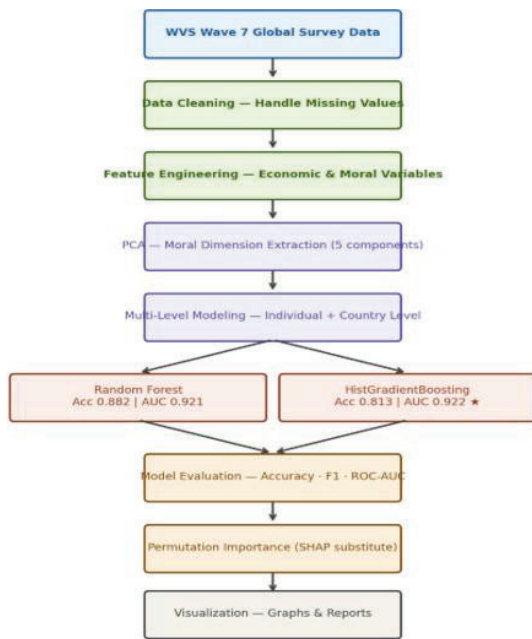 WVS Wave 7 Global Survey Data
Data Cleaning — Handle Missing Values
Feature Engineering — Economic & Moral Variables
PCA — Moral Dimension Extraction (5 components)
Multi-Level Modeling — Individual + Country Level
Random Forest
Acc 0.882 | AUC 0.921
HistGradientBoosting
Acc 0.813 | AUC 0.922 ★
Model Evaluation — Accuracy · F1 · ROC-AUC
Permutation Importance (SHAP substitute)
Visualization — Graphs & Reports